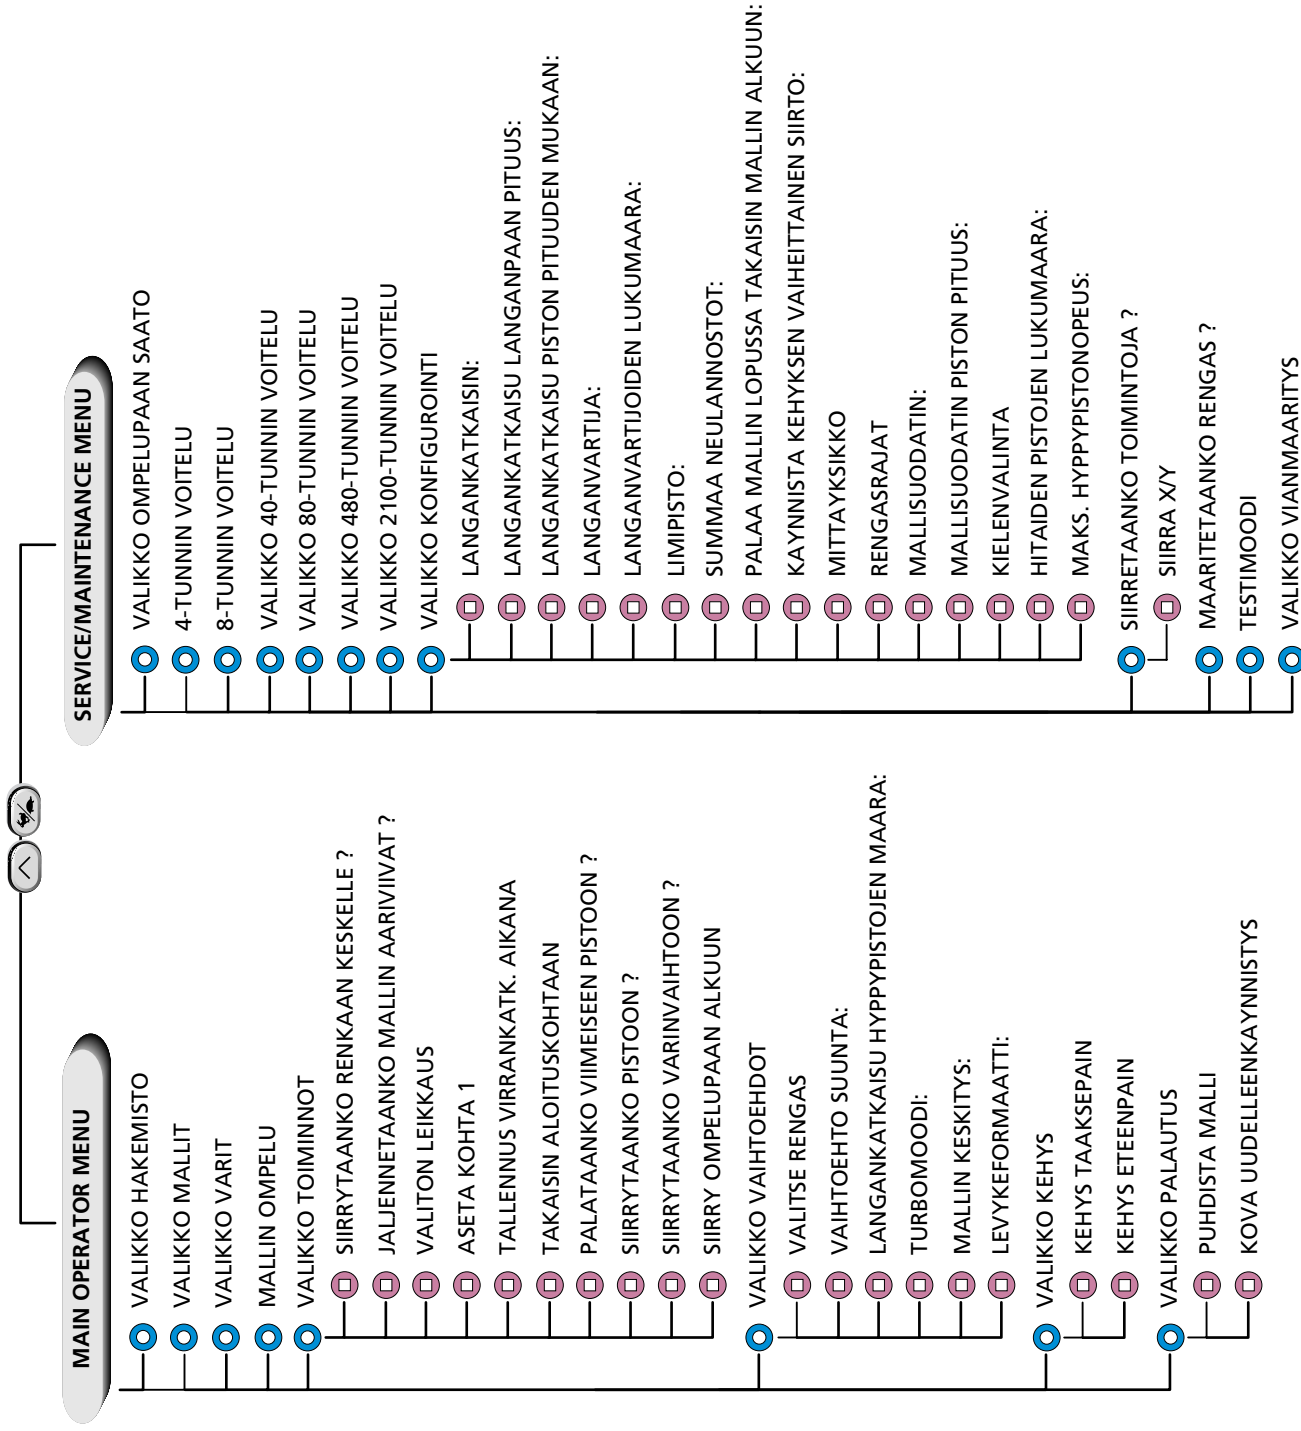 MAIN OPERATOR MENU
VALIKKO HAKEMISTO
VALIKKO MALLIT
VALIKKO VARIT
MALLIN OMPELU
VALIKKO TOIMINNOT
SIIRRYTAANKO RENKAAN KESKELLE ?
JALJENNETAANKO MALLIN AARIVIIVAT ?
VALITON LEIKKAUS
ASETA KOHTA 1
TALLENNUS VIRRANKATK. AIKANA
TAKAISIN ALOITUSKOHTAAN
PALATAANKO VIIMEISEEN PISTOON ?
SIIRRYTAANKO PISTOON ?
SIIRRYTAANKO VARINVAIHTOON ?
SIIRRY OMPELUPAAN ALKUUN
VALIKKO VAIHTOEHDOT
VALITSE RENGAS
VAIHTOEHTO SUUNTA:
LANGANKATKAISU HYPPYPISTOJEN MAARA:
TURBOMOODI:
MALLIN KESKITYS:
LEVYKEFORMAATTI:
VALIKKO KEHYS
KEHYS TAAKSEPAIN
KEHYS ETEENPAIN
VALIKKO PALAUTUS
PUHDISTA MALLI
KOVA UUDELLEENKAYNNISTYS
SERVICE/MAINTENANCE MENU
VALIKKO OMPELUPAAN SAATO
4-TUNNIN VOITELU
8-TUNNIN VOITELU
VALIKKO 40-TUNNIN VOITELU
VALIKKO 80-TUNNIN VOITELU
VALIKKO 480-TUNNIN VOITELU
VALIKKO 2100-TUNNIN VOITELU
VALIKKO KONFIGUROINTI
LANGANKATKAISIN:
LANGANKATKAISU LANGANPAAN PITUUS:
LANGANKATKAISU PISTON PITUUDEN MUKAAN:
LANGANVARTIJA:
LANGANVARTIJOIDEN LUKUMAARA:
LIMIPISTO:
SUMMAA NEULANNOSTOT:
PALAA MALLIN LOPUSSA TAKAISIN MALLIN ALKUUN:
KAYNNISTA KEHYKSEN VAIHEITTAINEN SIIRTO:
MITTAYKSIKKO
RENGASRAJAT
MALLISUODATIN:
MALLISUODATIN PISTON PITUUS:
KIELENVALINTA
HITAIDEN PISTOJEN LUKUMAARA:
MAKS. HYPPYPISTONOPEUS:
SIIRRETAANKO TOIMINTOJA ?
SIIRRA X/Y
MAARITETAANKO RENGAS ?
TESTIMOODI
VALIKKO VIANMAARITYS